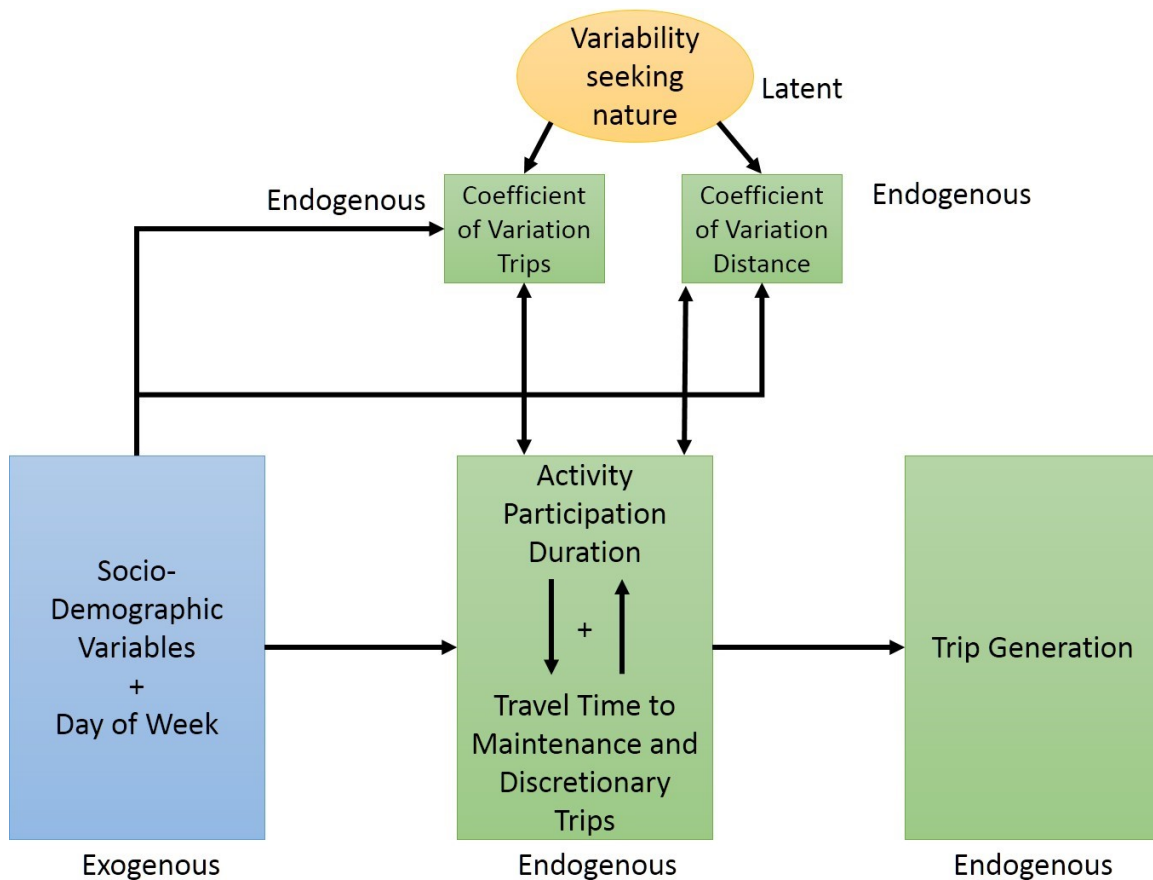 Variability
seeking
nature
Latent
Endogenous
Coefficient
of Variation
Trips
Coefficient
of Variation
Distance
Endogenous
Socio-
Demographic
Variables
+
Day of Week
Exogenous
Activity
Participation
Duration
+
Travel Time to
Maintenance and
Discretionary
Trips
Endogenous
Trip Generation
Endogenous